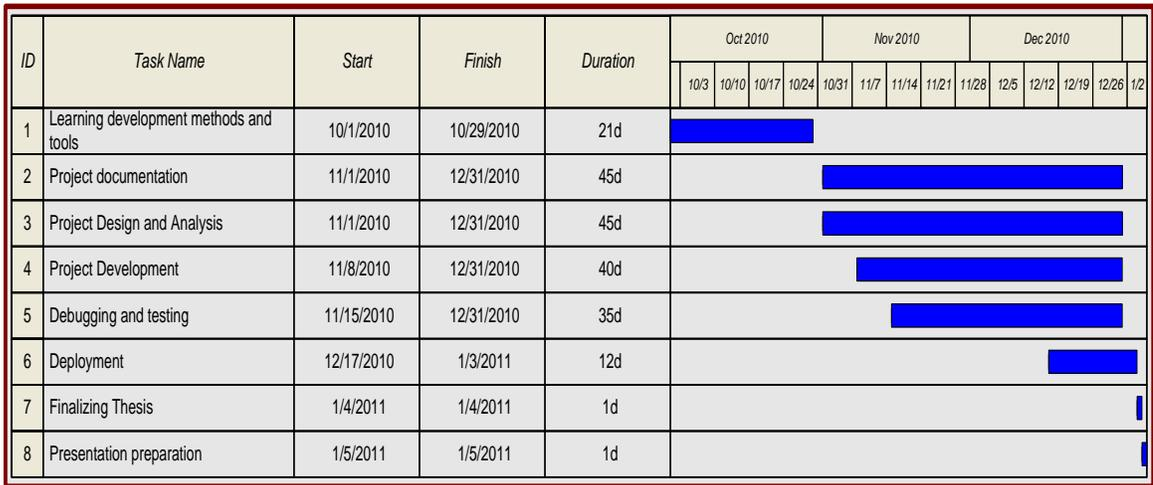 ID Task Name Start Finish Duration
Oct 2010 Nov 2010 Dec 2010
10/3 10/10 10/17 10/24 10/31 11/7 11/14 11/21 11/28 12/5 12/12 12/19 12/26 1/2
1 Learning development methods and tools 10/1/2010 10/29/2010 21d
2 Project documentation 11/1/2010 12/31/2010 45d
3 Project Design and Analysis 11/1/2010 12/31/2010 45d
4 Project Development 11/8/2010 12/31/2010 40d
5 Debugging and testing 11/15/2010 12/31/2010 35d
6 Deployment 12/17/2010 1/3/2011 12d
7 Finalizing Thesis 1/4/2011 1/4/2011 1d
8 Presentation preparation 1/5/2011 1/5/2011 1d